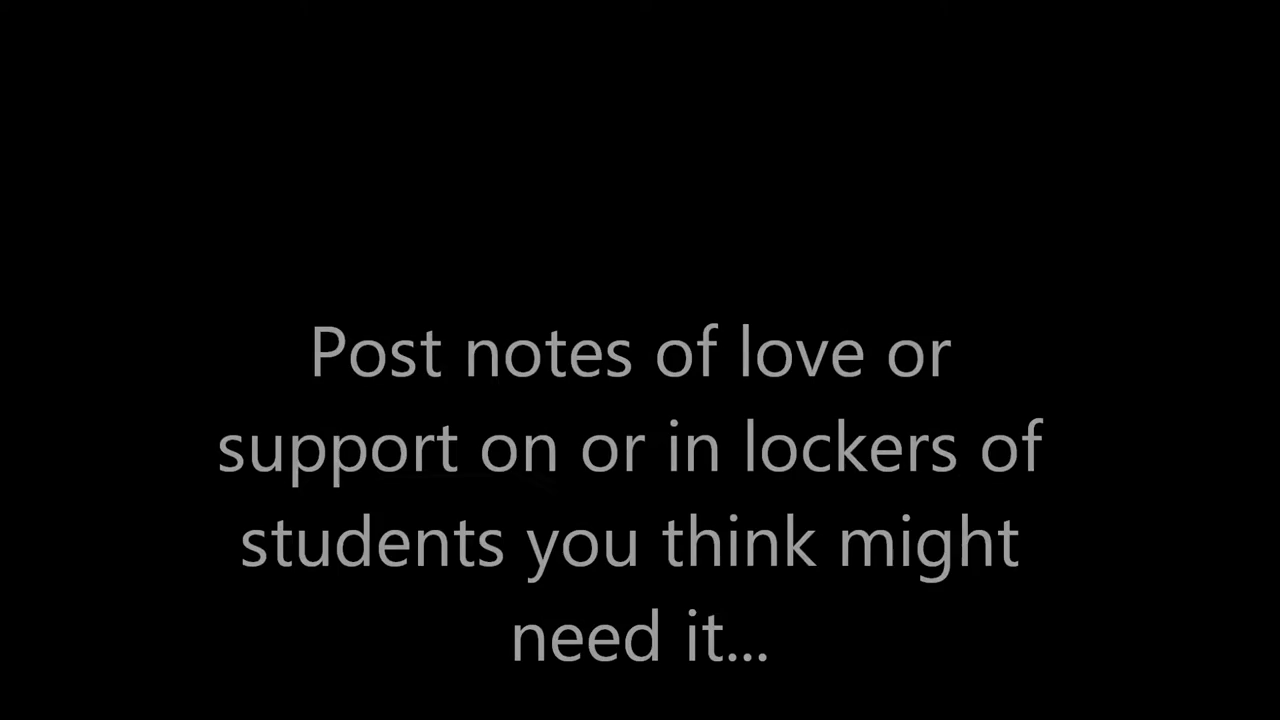 Post notes of love or
support on or in lockers of
students you think might
need it...